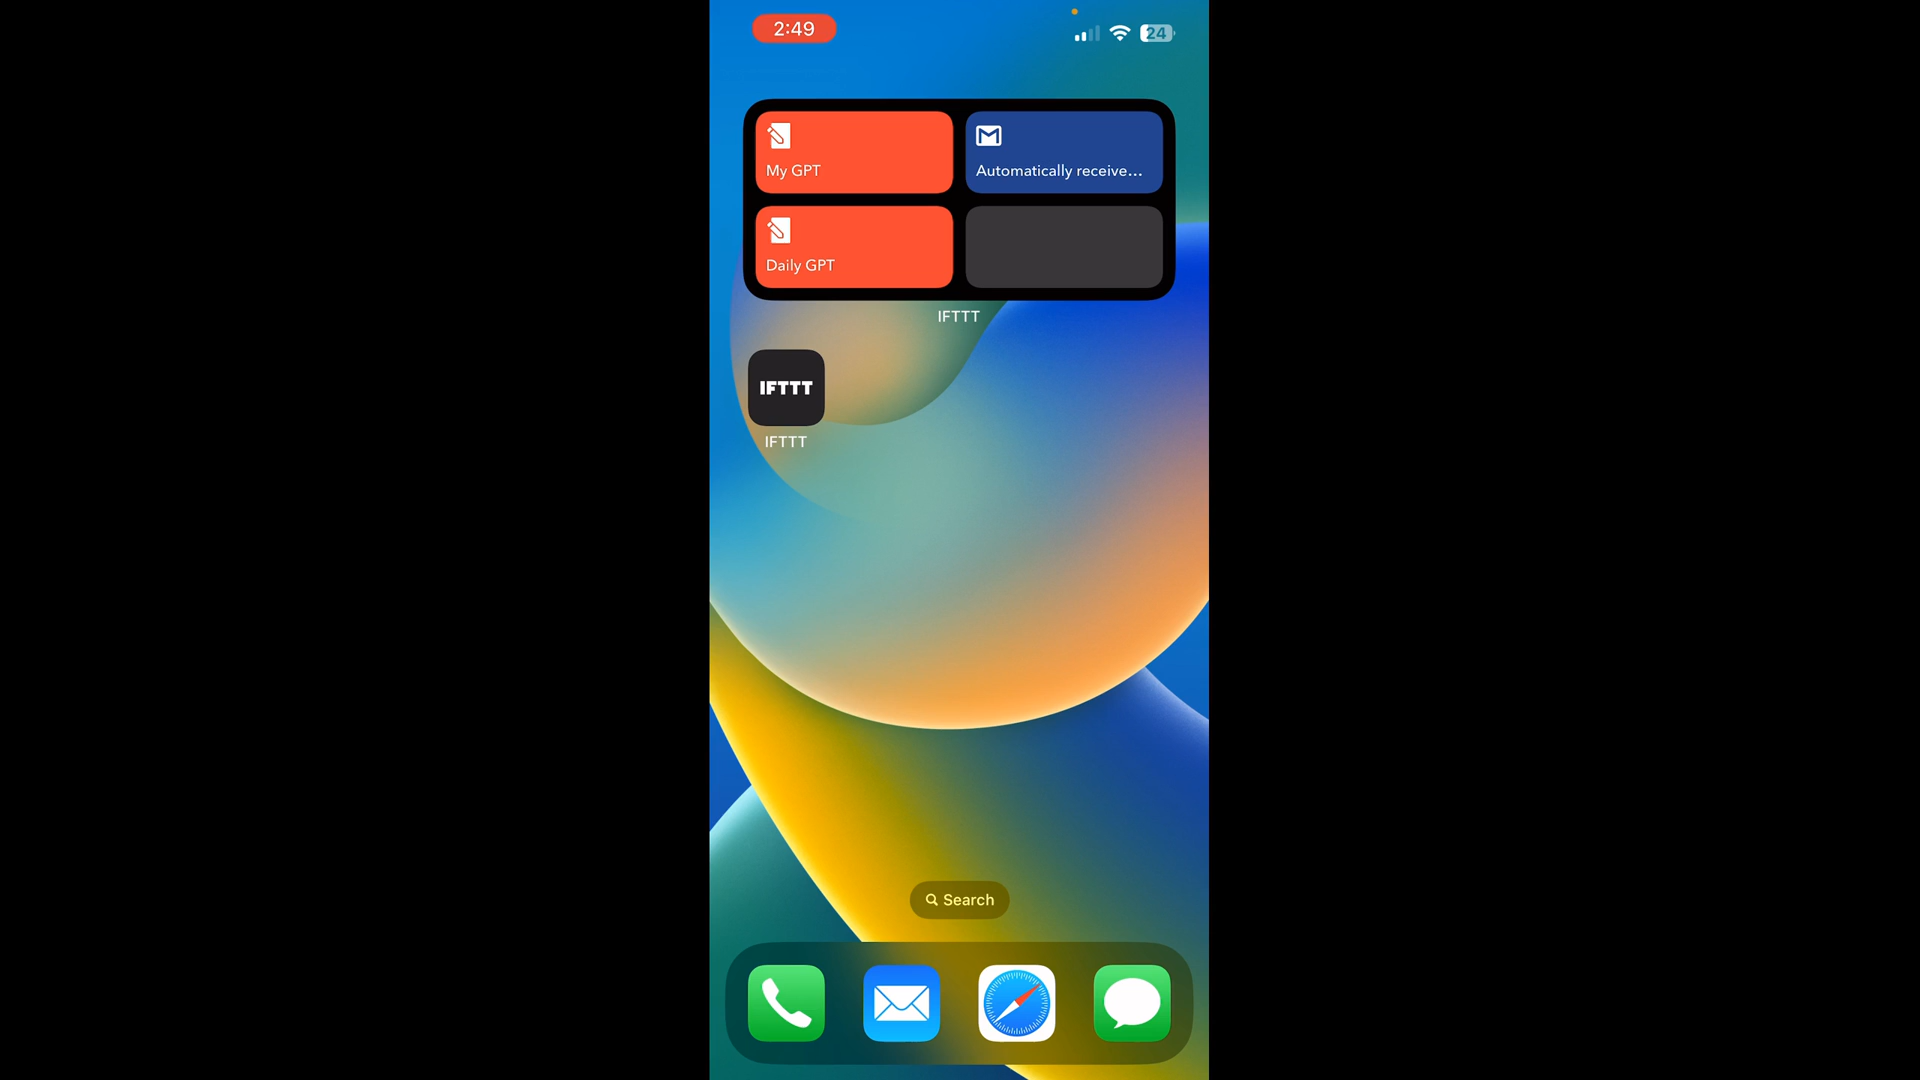 2:49
24
My GPT
Automatically receive...
Daily GPT
IFTTT
IFTTT
IFTTT
Search